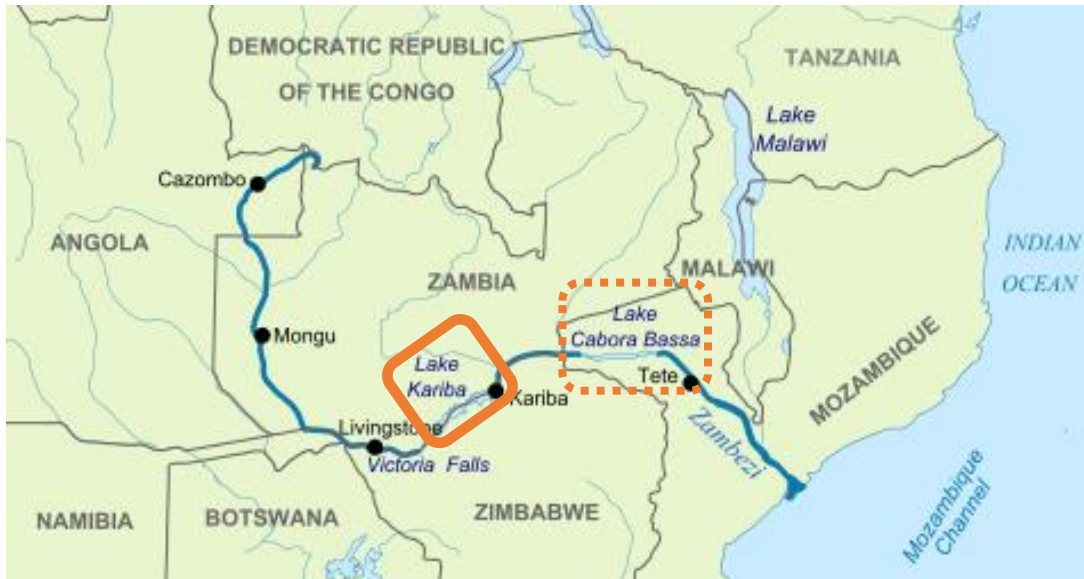 DEMOCRATIC REPUBLIC
OF THE CONGO
TANZANIA
Lake
Malawi
Cazombo
ANGOLA
INDIAN
OCEAN
ZAMBIA
MALAWI
Lake
Cabora Bassa
Mongu
Lake
Kariba
Tete
Kariba
MOZAMBIQUE
Livingstone
Zambezi
Victoria Falls
NAMIBIA
BOTSWANA
ZIMBABWE
Mozambique
Channel